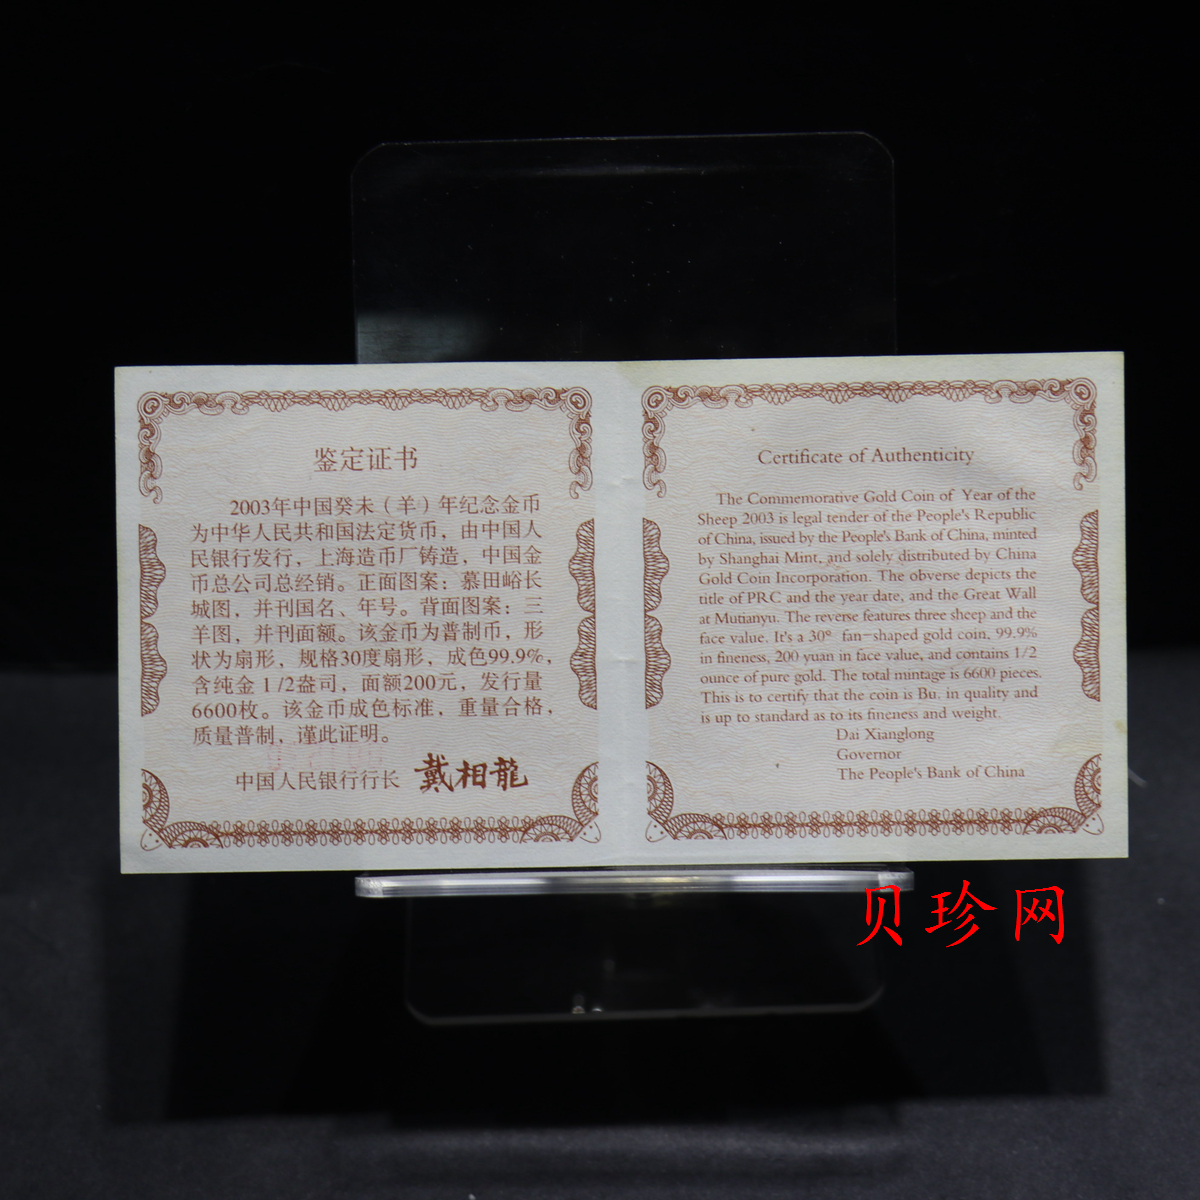 鉴定证书
2003年中国癸未（羊）年纪念金币
为中华人民共和国法定货币，由中国人
民银行发行，上海造币厂铸造，中国金
币总公司总经销。正面图案：慕田峪长
城图，并刊国名、年号。背面图案：三
羊图，并刊面额。该金币为普制币，形
状为扇形，规格30度扇形，成色99.9%，
含纯金1/2盎司，面额200元，发行量
6600枚。该金币成色标准，重量合格，
质量普制，谨此证明。
中国人民银行行长 戴相龍
Certificate of Authenticity
The Commemorative Gold Coin of Year of the
Sheep 2003 is legal tender of the People's Republic
of China, issued by the People's Bank of China, minted
by Shanghai Mint, and solely distributed by China
Gold Coin Incorporation. The obverse depicts the
title of PRC and the year date, and the Great Wall
at Mutianyu. The reverse features three sheep and the
face value. It's a 30° fan-shaped gold coin, 99.9%
in fineness, 200 yuan in face value, and contains 1/2
ounce of pure gold. The total mintage is 6600 pieces.
This is to certify that the coin is Bu. in quality and
is up to standard as to its fineness and weight.
Dai Xianglong
Governor
The People's Bank of China
贝珍网